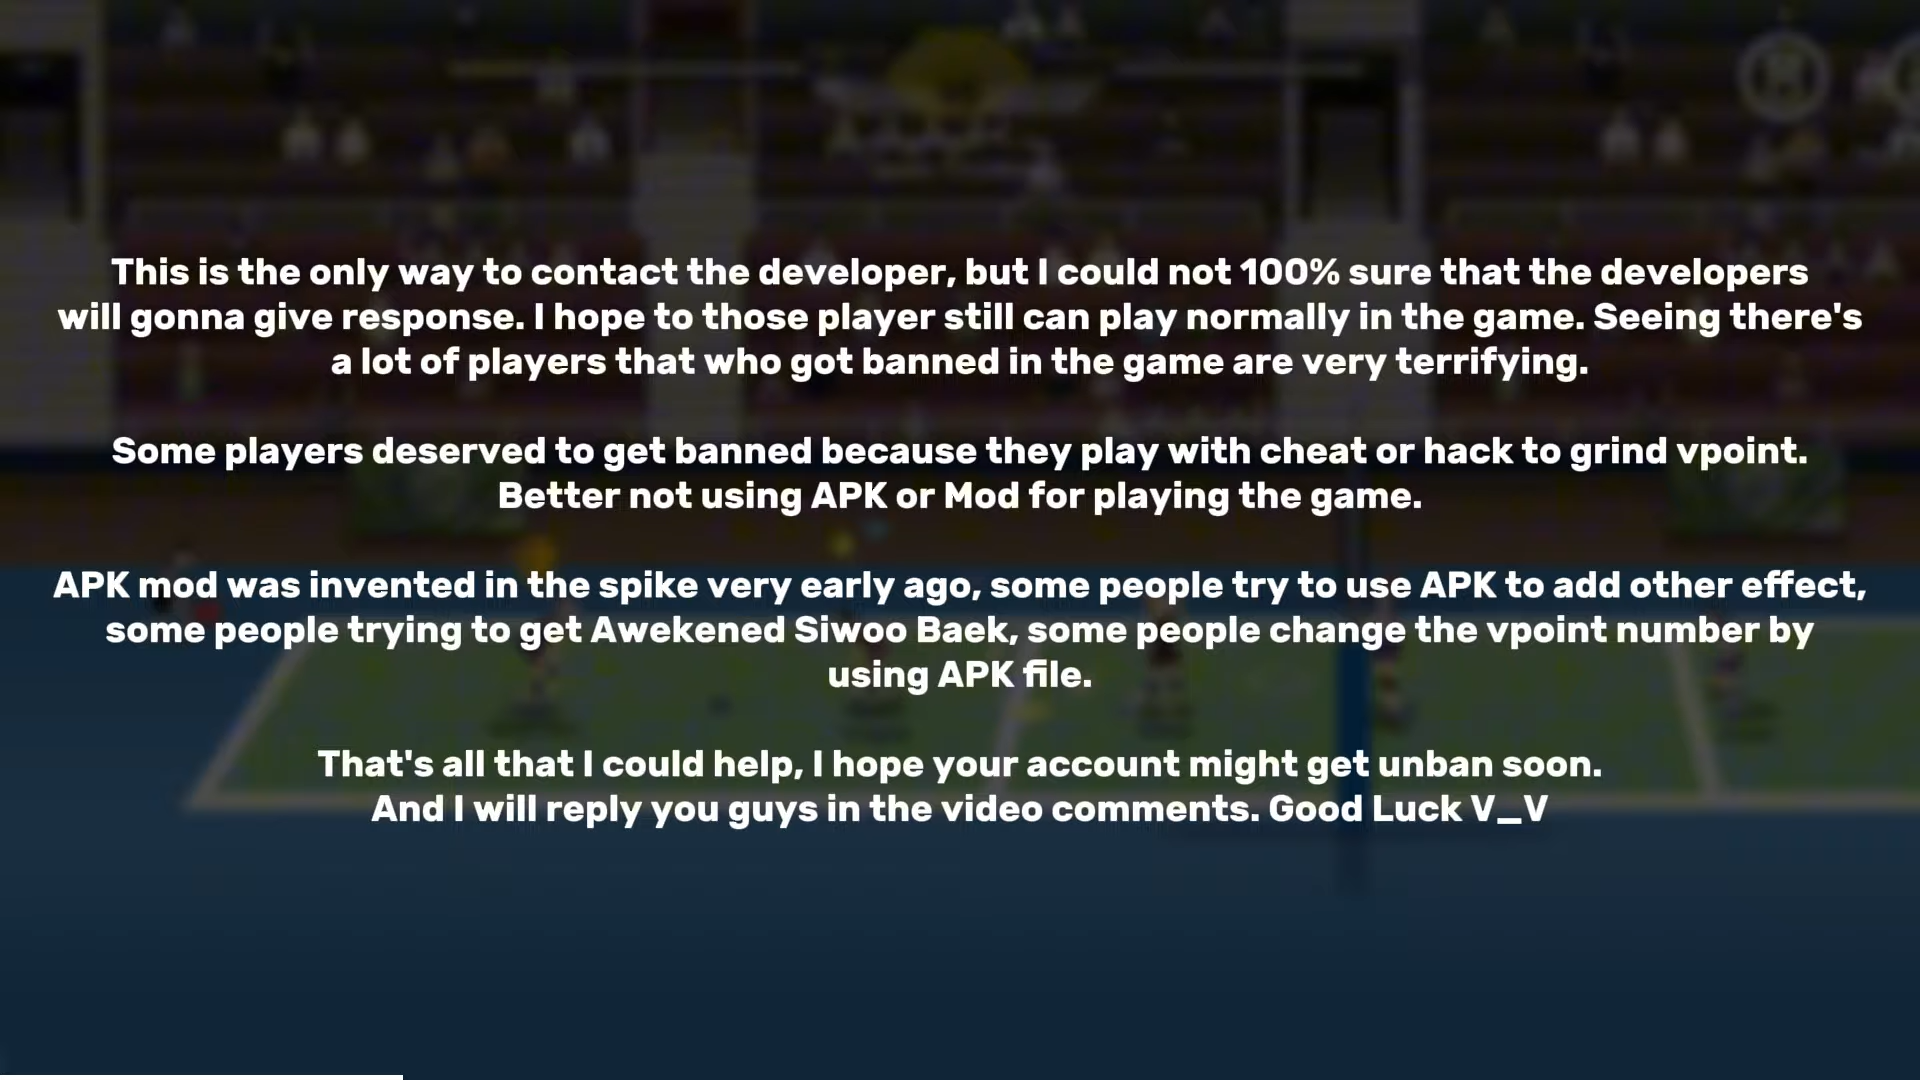 This is the only way to contact the developer, but I could not 100% sure that the developers
will gonna give response. I hope to those player still can play normally in the game. Seeing there's
a lot of players that who got banned in the game are very terrifying.
Some players deserved to get banned because they play with cheat or hack to grind vpoint.
Better not using APK or Mod for playing the game.
APK mod was invented in the spike very early ago, some people try to use APK to add other effect,
some people trying to get Awekened Siwoo Baek, some people change the vpoint number by
using APK file.
That's all that I could help, I hope your account might get unban soon.
And I will reply you guys in the video comments. Good Luck V_V